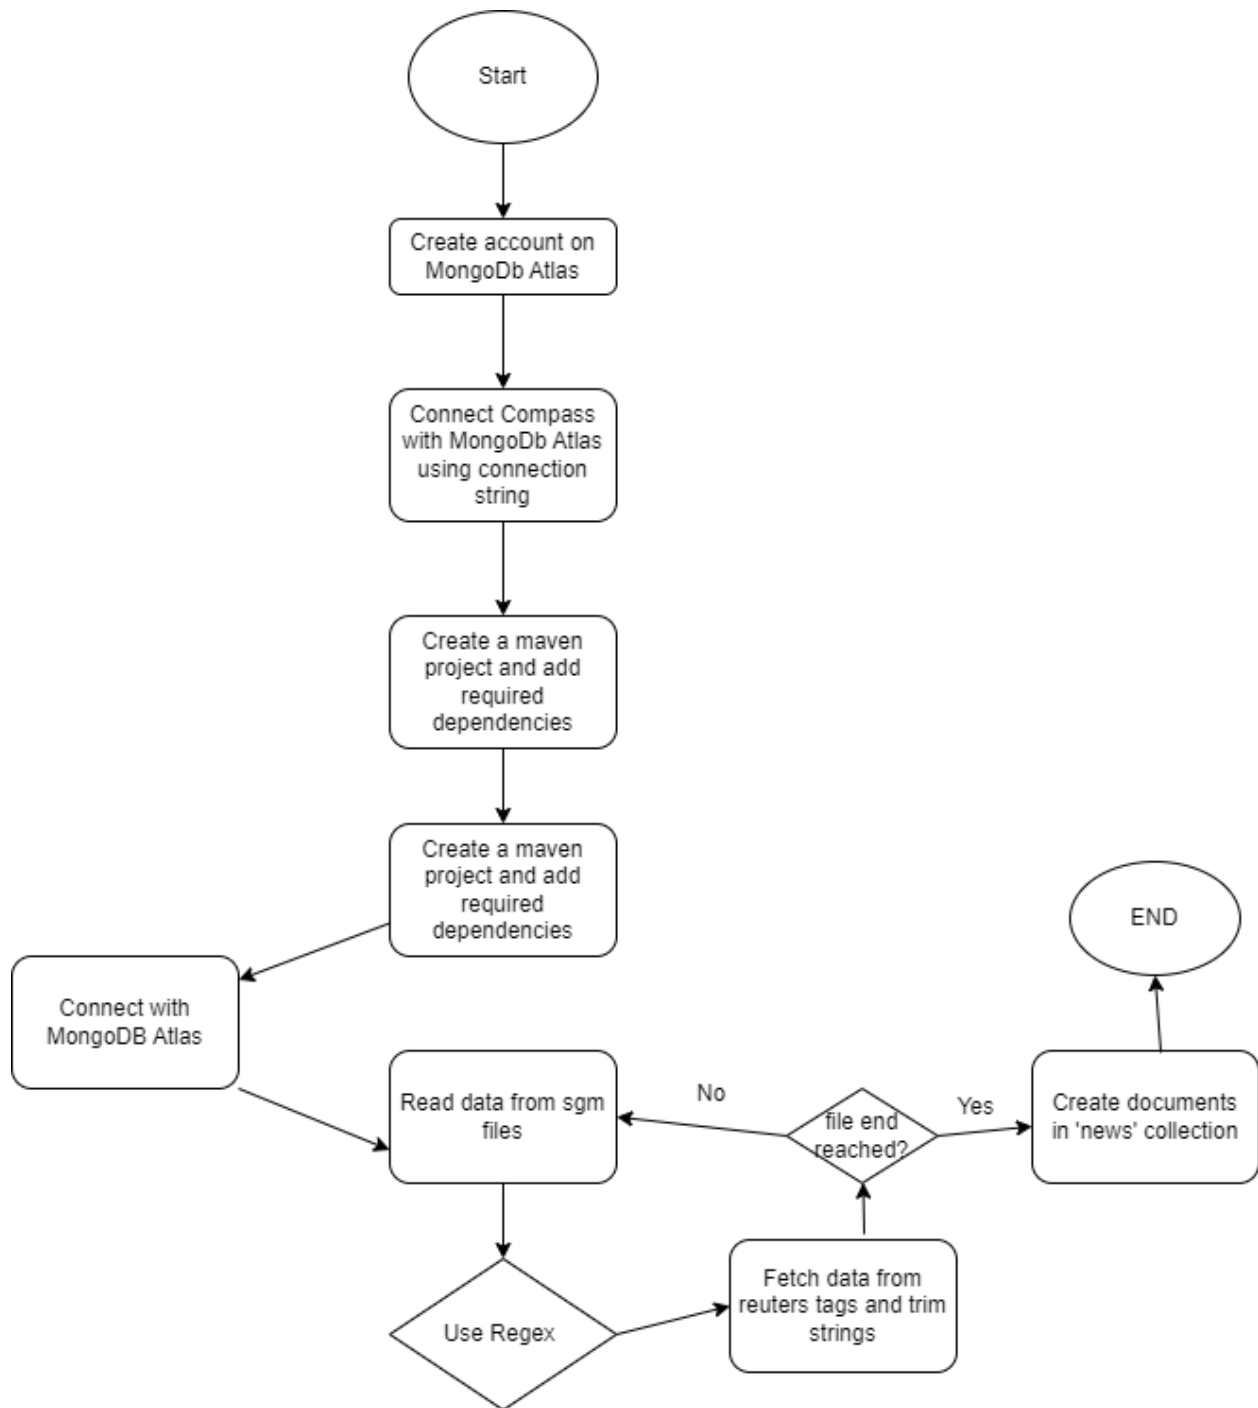 Start
Create account on
MongoDb Atlas
Connect Compass
with MongoDb Atlas
using connection
string
Create a maven
project and add
required
dependencies
Create a maven
project and add
required
dependencies
Connect with
MongoDB Atlas
Read data from sgm
files
Use Regex
Fetch data from
reuters tags and trim
strings
file end
reached?
No
Yes
Create documents
in 'news' collection
END